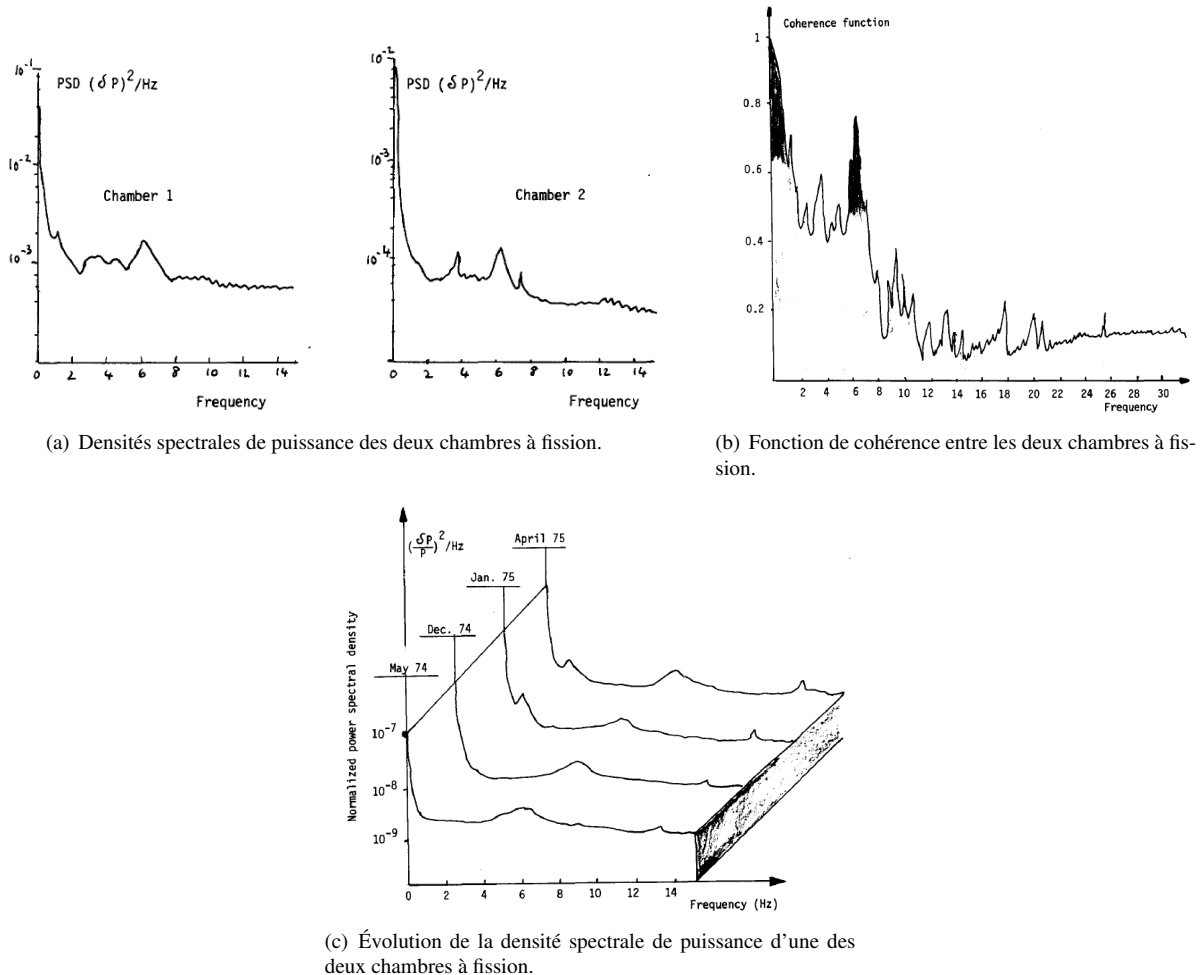 10-1
PSD (δP)2/Hz
10-2
Chamber 1
10-3
0 2 4 6 8 10 12 14
Frequency
10-2
PSD (δP)2/Hz
10-3
Chamber 2
10-4
0 2 4 6 8 10 12 14
Frequency
Coherence function
1
0.8
0.6
0.4
0.2
2 4 6 8 10 12 14 16 18 20 22 24 26 28 30
Frequency
(a) Densités spectrales de puissance des deux chambres à fission.
(b) Fonction de cohérence entre les deux chambres à fis-
sion.
(δP/P)2/Hz
April 75
Jan. 75
Dec. 74
May 74
Normalized power spectral density
10-7
10-8
10-9
0 2 4 6 8 10 12 14
Frequency (Hz)
(c) Évolution de la densité spectrale de puissance d'une des
deux chambres à fission.